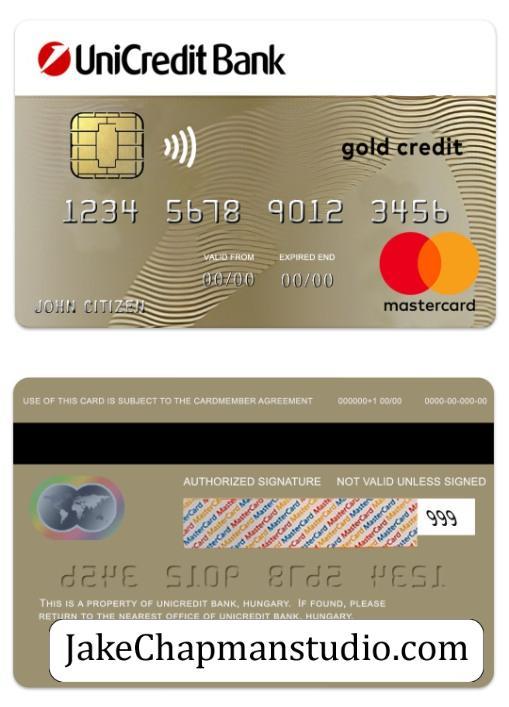 UniCredit Bank
gold credit
1234 5678 9012 3456
VALID FROM EXPIRED END
00/00 00/00
JOHN CITIZEN
mastercard
USE OF THIS CARD IS SUBJECT TO THE CARDMEMBER AGREEMENT 000000+1 00/00 0000-00-000-00
AUTHORIZED SIGNATURE NOT VALID UNLESS SIGNED
MasterCard MasterCard MasterCard
999
THIS IS A PROPERTY OF UNICREDIT BANK, HUNGARY. IF FOUND, PLEASE
RETURN TO THE NEAREST OFFICE OF UNICREDIT BANK, HUNGARY.
JakeChapmanstudio.com